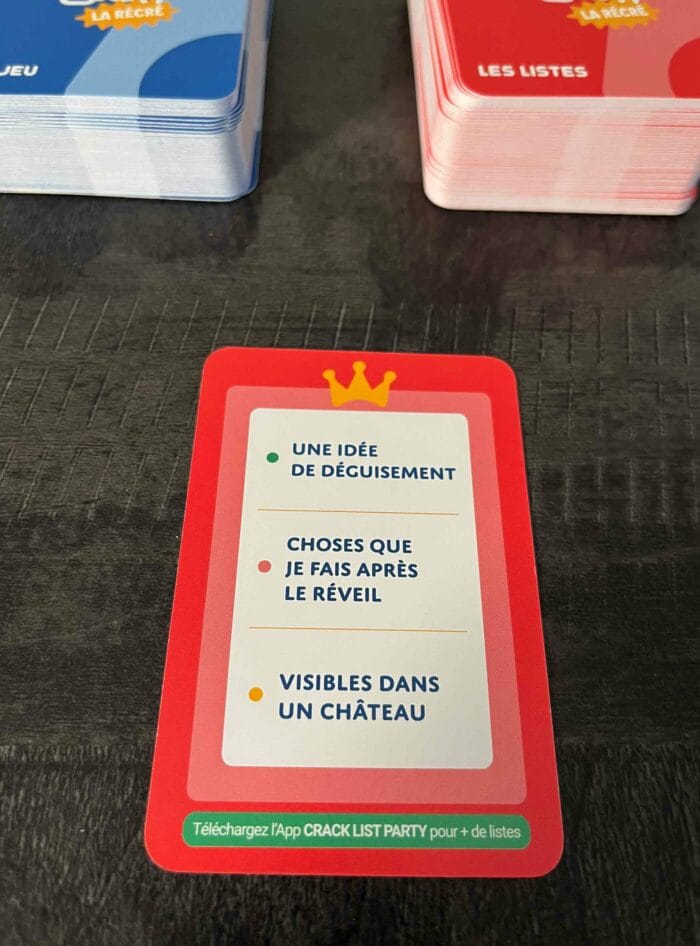 LA RÉCRÉ
LA RÉCRÉ
JEU
LES LISTES
UNE IDÉE
DE DÉGUISEMENT
CHOSES QUE
JE FAIS APRÈS
LE RÉVEIL
VISIBLES DANS
UN CHÂTEAU
Téléchargez l'App CRACK LIST PARTY pour + de listes